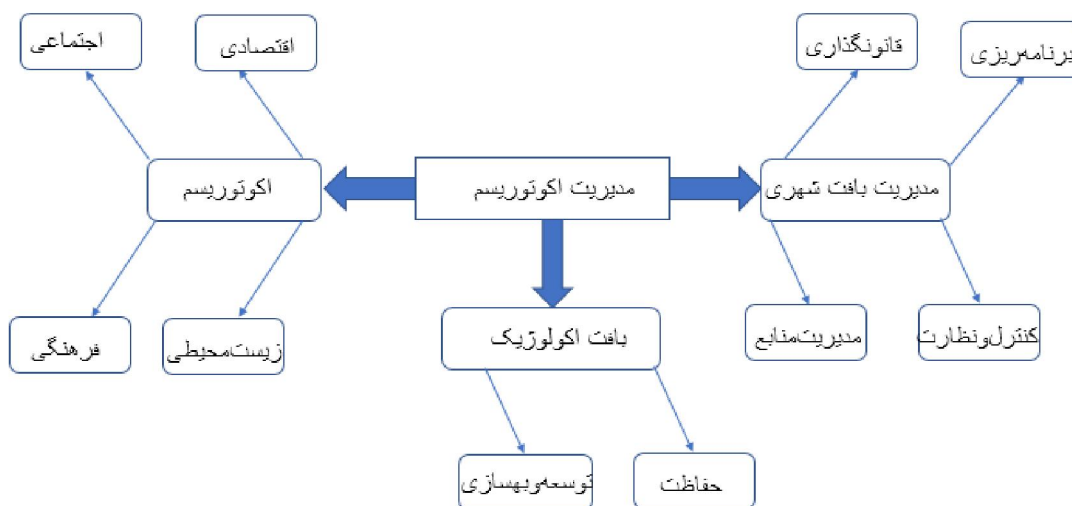 قانونگذاری
برنامه‌ریزی
اقتصادی
اجتماعی
مدیریت بافت شهری
مدیریت اکوتوریسم
اکوتوریسم
کنترل‌ونظارت
مدیریت‌منابع
بافت اکولوژیک
زیست‌محیطی
فرهنگی
حفاظت
توسعه‌وبهسازی